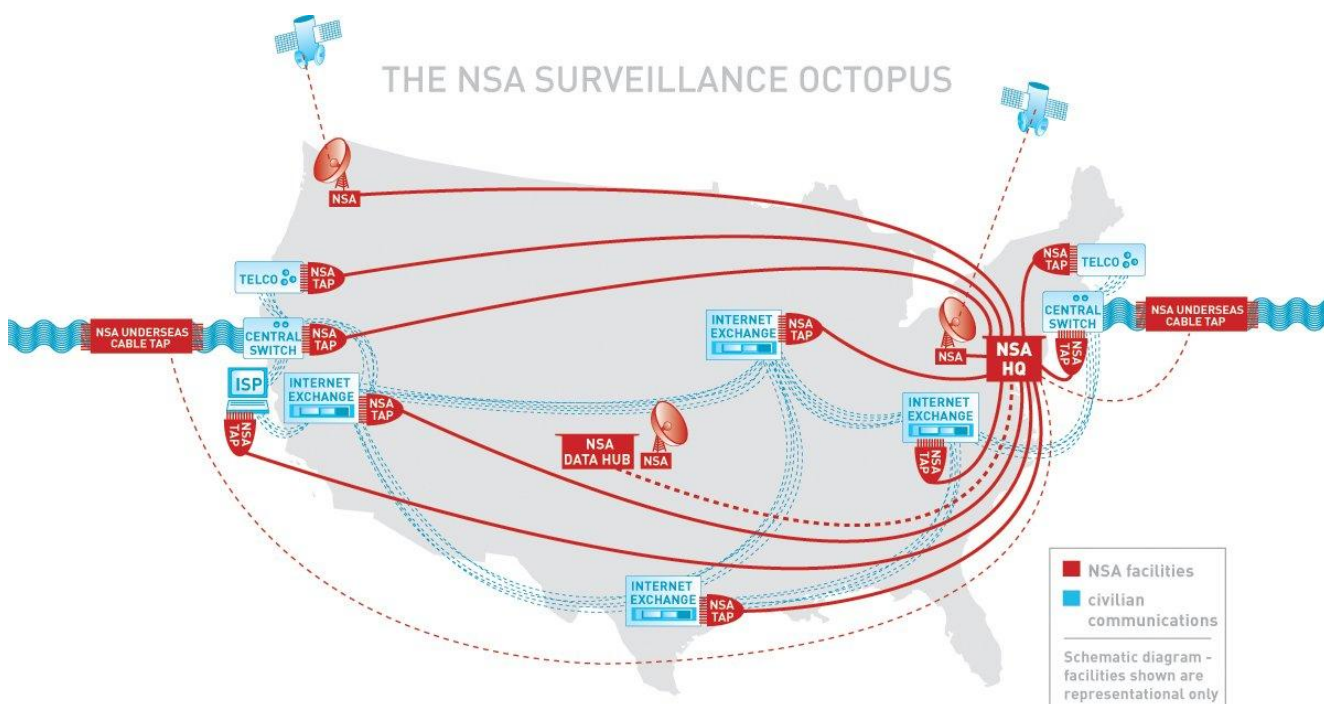 THE NSA SURVEILLANCE OCTOPUS
NSA
TELCO
NSA
TAP
NSA UNDERSEAS
CABLE TAP
CENTRAL
SWITCH
NSA
TAP
ISP
NSA
TAP
INTERNET
EXCHANGE
NSA
TAP
INTERNET
EXCHANGE
NSA
TAP
NSA
DATA HUB
NSA
INTERNET
EXCHANGE
NSA
TAP
NSA
NSA
HQ
INTERNET
EXCHANGE
NSA
TAP
NSA
TAP
TELCO
CENTRAL
SWITCH
NSA
TAP
NSA UNDERSEAS
CABLE TAP
NSA facilities
civilian
communications
Schematic diagram -
facilities shown are
representational only